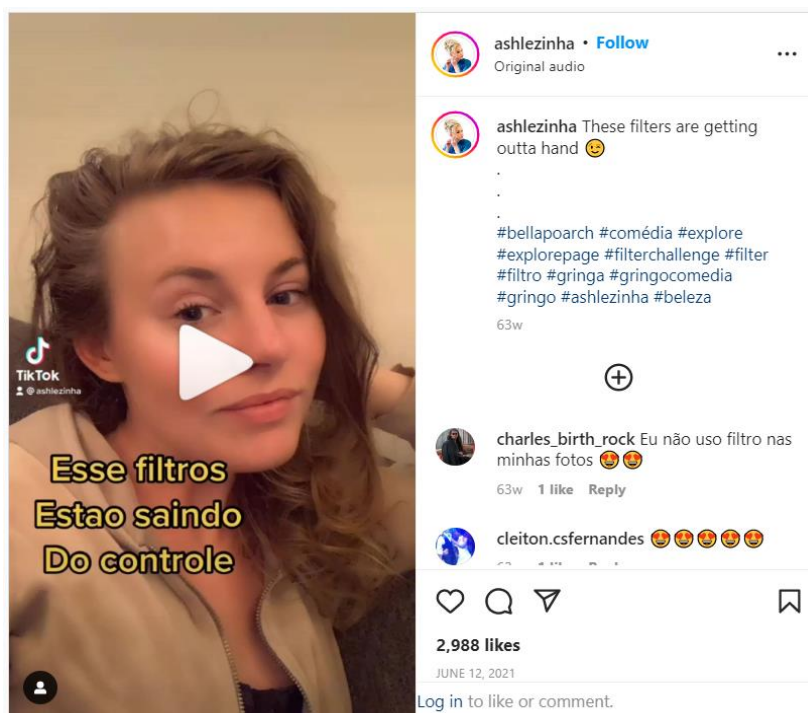 ashlezinha • Follow
Original audio
ashlezinha These filters are getting
outta hand 😉
.
.
.
#bellapoarch #comédia #explore
#explorepage #filterchallenge #filter
#filtro #gringa #gringocomedia
#gringo #ashlezinha #beleza
63w
TikTok
@ashlezinha
Esse filtros
Estao saindo
Do controle
charles_birth_rock Eu não uso filtro nas
minhas fotos 😍😍
63w 1 like Reply
cleiton.csfernandes 😍😍😍😍😍
2,988 likes
JUNE 12, 2021
Log in to like or comment.